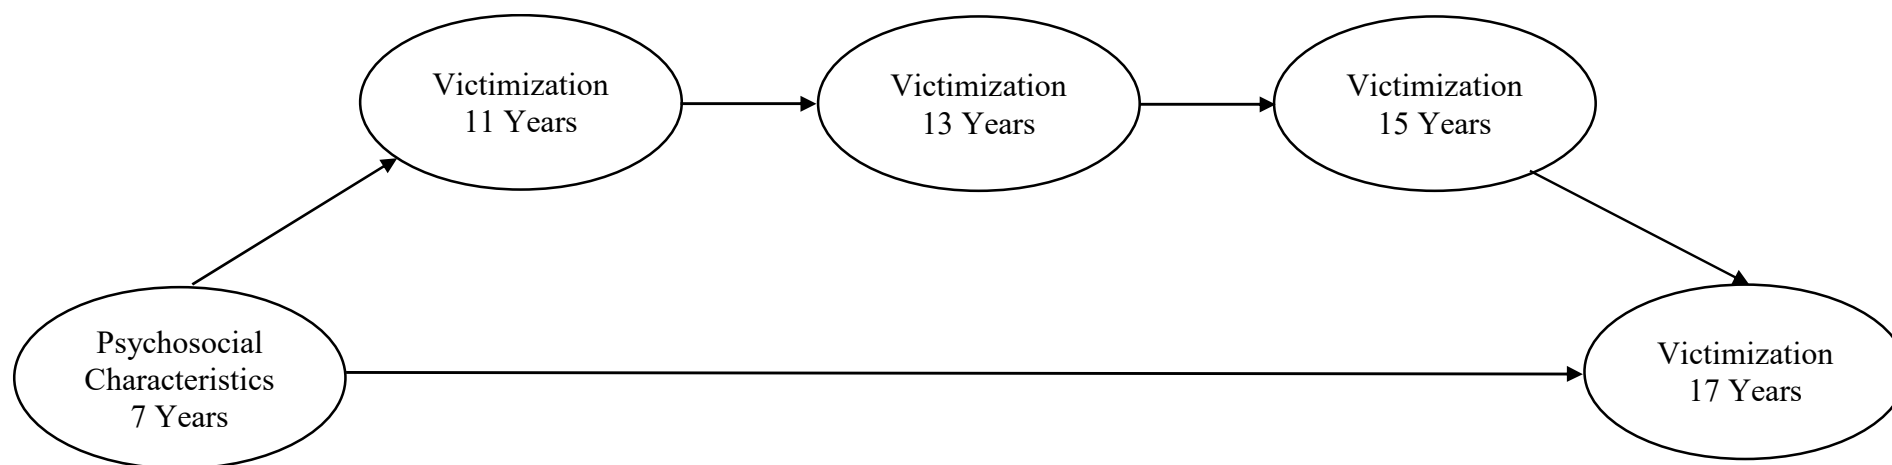 Victimization
11 Years
Victimization
13 Years
Victimization
15 Years
Psychosocial
Characteristics
7 Years
Victimization
17 Years